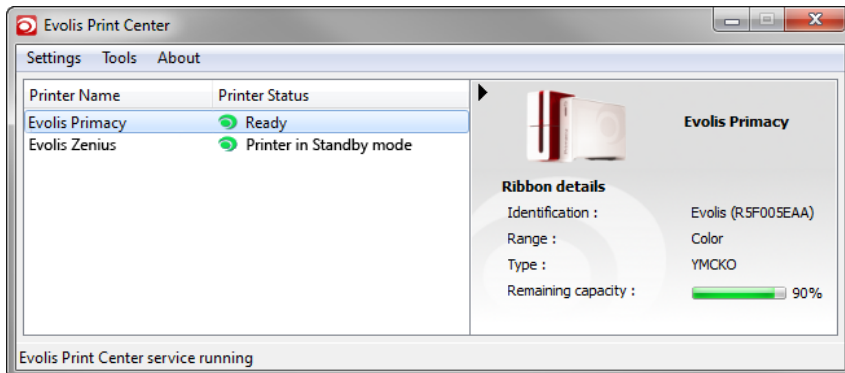 Evolis Print Center
Settings Tools About
Printer Name Printer Status
Evolis Primacy Ready
Evolis Zenius Printer in Standby mode
Evolis Primacy
Ribbon details
Identification : Evolis (R5F005EAA)
Range : Color
Type : YMCKO
Remaining capacity : 90%
Evolis Print Center service running